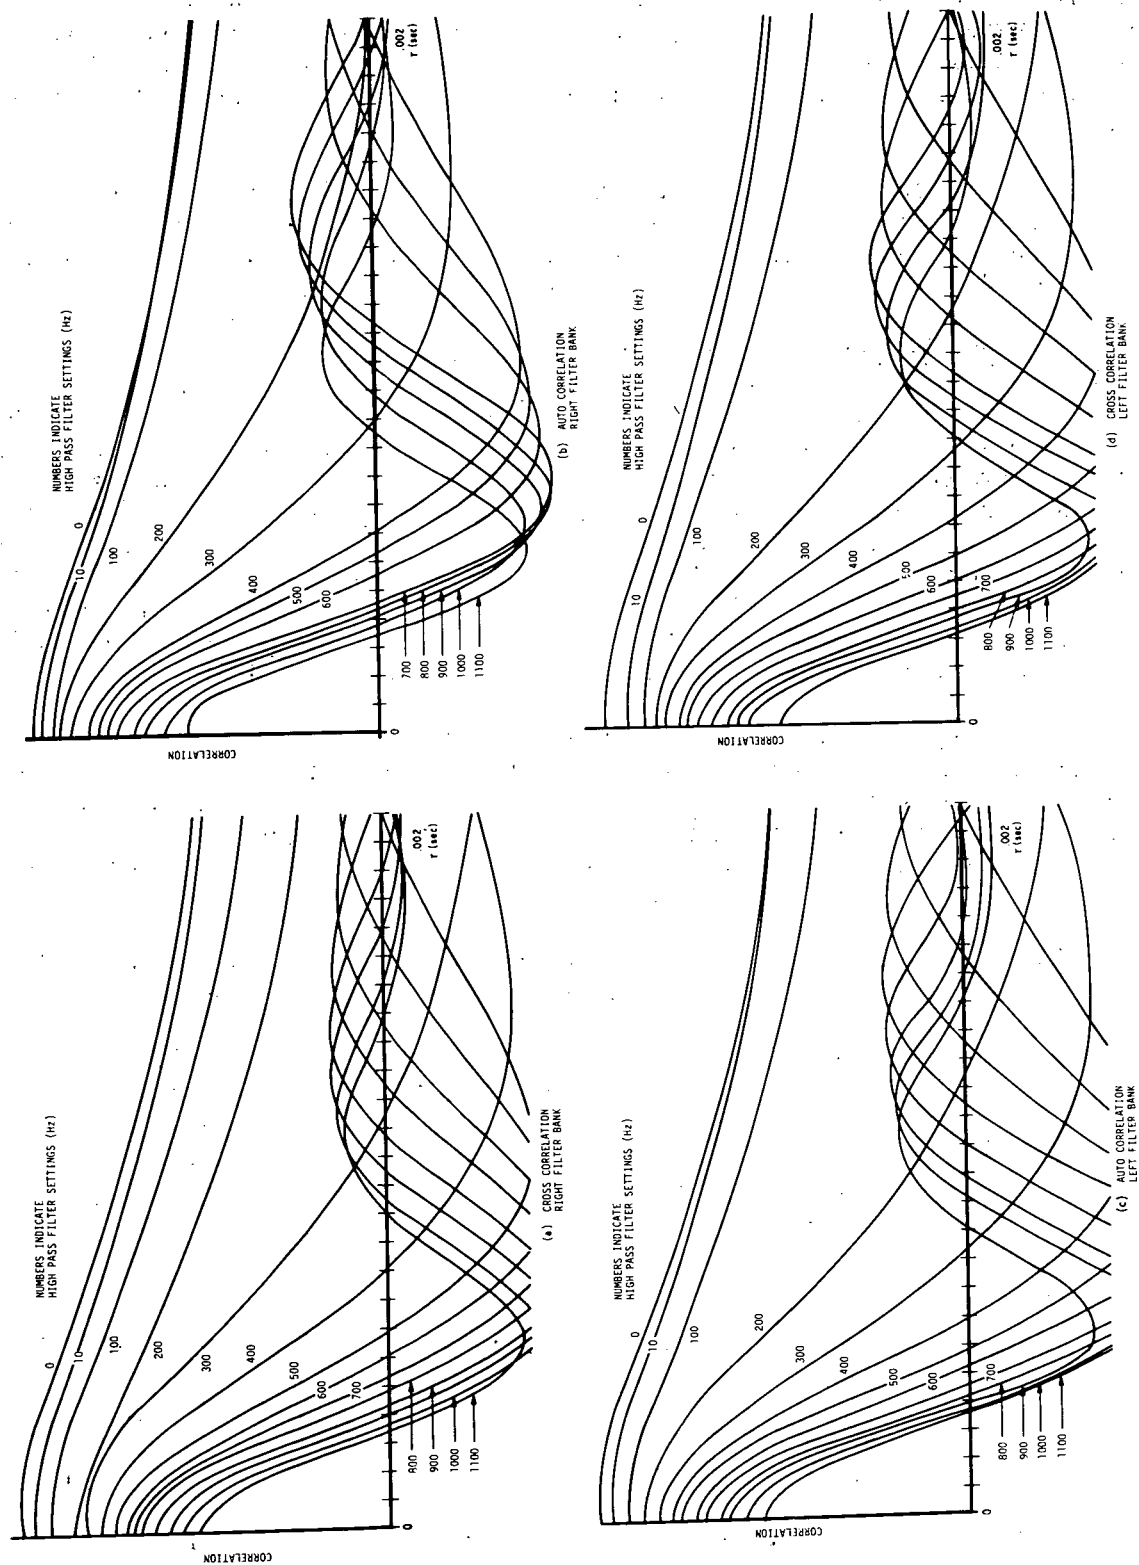 NUMBERS INDICATE
HIGH PASS FILTER SETTINGS (Hz)
0
10
100
200
300
400
500
600
700
800
900
1000
1100
CORRELATION
0
.002
τ (sec)
(a) CROSS CORRELATION
RIGHT FILTER BANK
NUMBERS INDICATE
HIGH PASS FILTER SETTINGS (Hz)
0
10
100
200
300
400
500
600
700
800
900
1000
1100
CORRELATION
0
.002
τ (sec)
(b) AUTO CORRELATION
RIGHT FILTER BANK
NUMBERS INDICATE
HIGH PASS FILTER SETTINGS (Hz)
0
10
100
200
300
400
500
600
700
800
900
1000
1100
CORRELATION
0
.002
τ (sec)
(c) AUTO CORRELATION
LEFT FILTER BANK
NUMBERS INDICATE
HIGH PASS FILTER SETTINGS (Hz)
0
10
100
200
300
400
500
600
700
800
900
1000
1100
CORRELATION
0
.002
τ (sec)
(d) CROSS CORRELATION
LEFT FILTER BANK